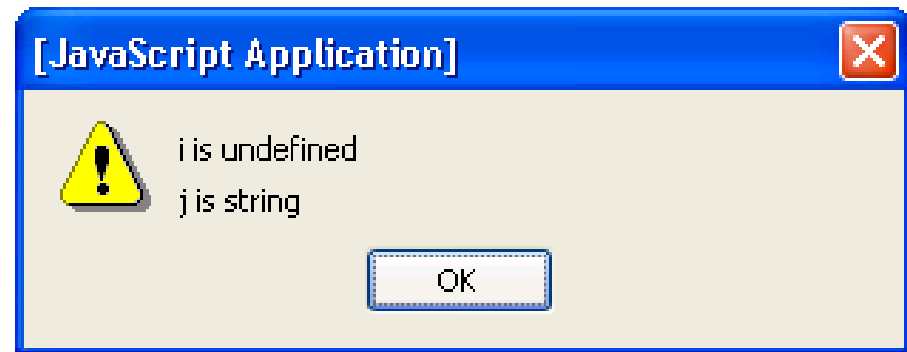 [JavaScript Application]
i is undefined
j is string
OK